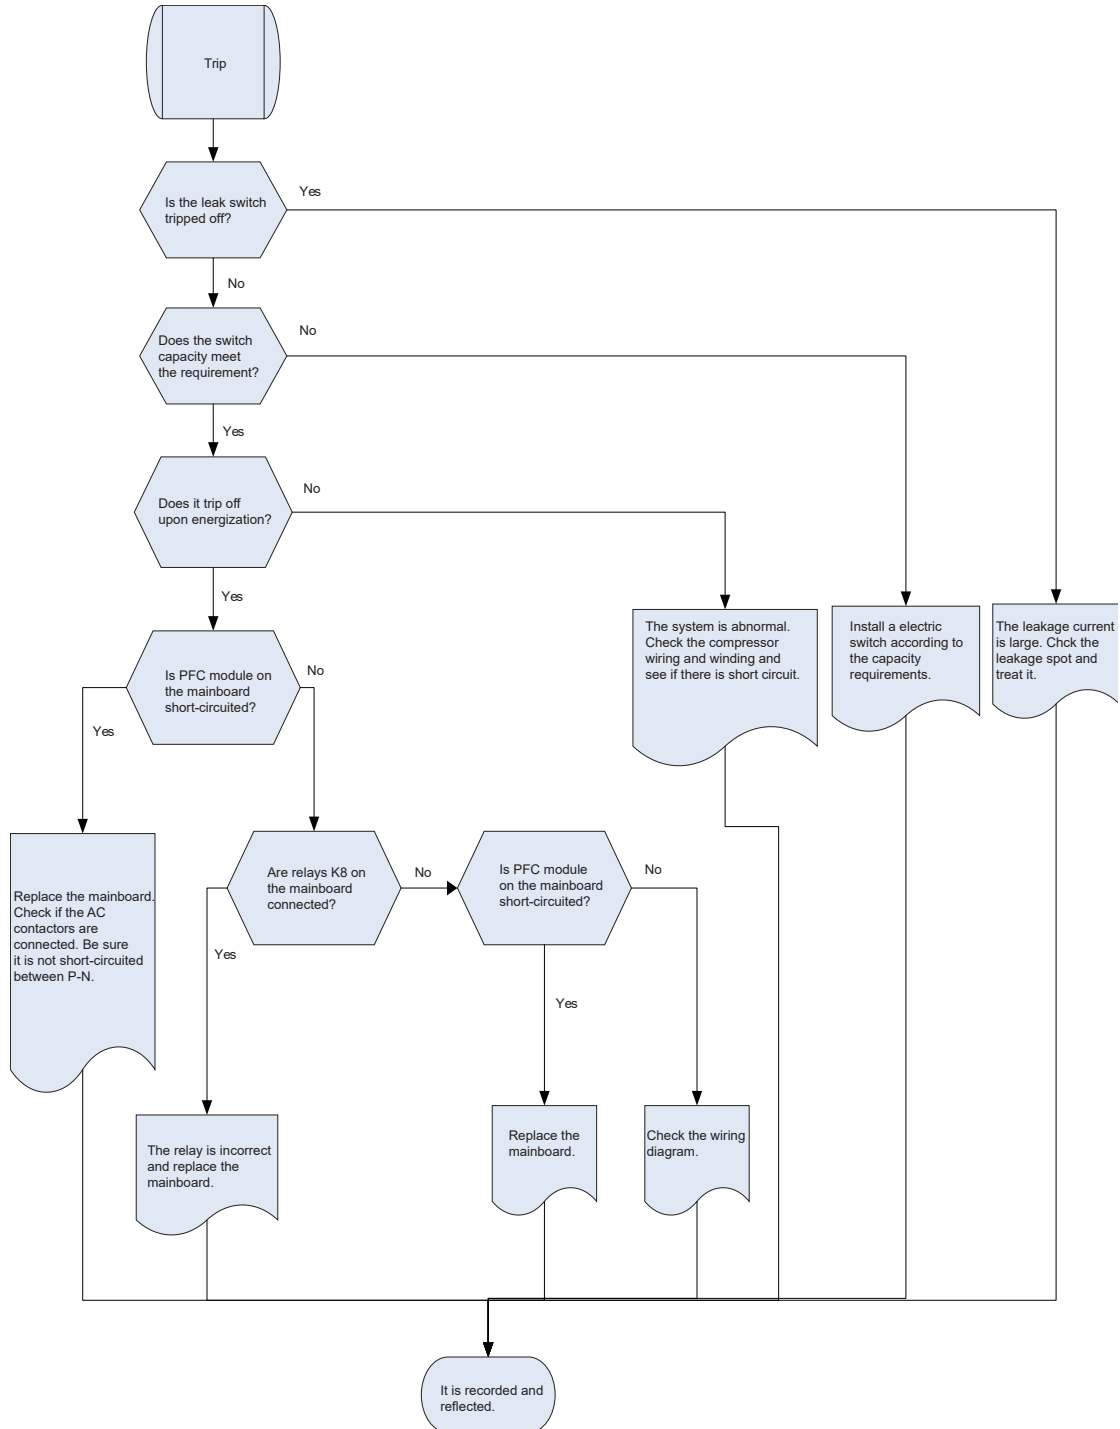 Trip
Is the leak switch
tripped off?
Yes
No
Does the switch
capacity meet
the requirement?
No
Yes
Does it trip off
upon energization?
No
Yes
The system is abnormal.
Check the compressor
wiring and winding and
see if there is short circuit.
Install a electric
switch according to
the capacity
requirements.
The leakage current
is large. Chck the
leakage spot and
treat it.
Is PFC module on
the mainboard
short-circuited?
No
Yes
Replace the mainboard.
Check if the AC
contactors are
connected. Be sure
it is not short-circuited
between P-N.
Are relays K8 on
the mainboard
connected?
No
Yes
Is PFC module
on the mainboard
short-circuited?
No
Yes
The relay is incorrect
and replace the
mainboard.
Replace the
mainboard.
Check the wiring
diagram.
It is recorded and
reflected.